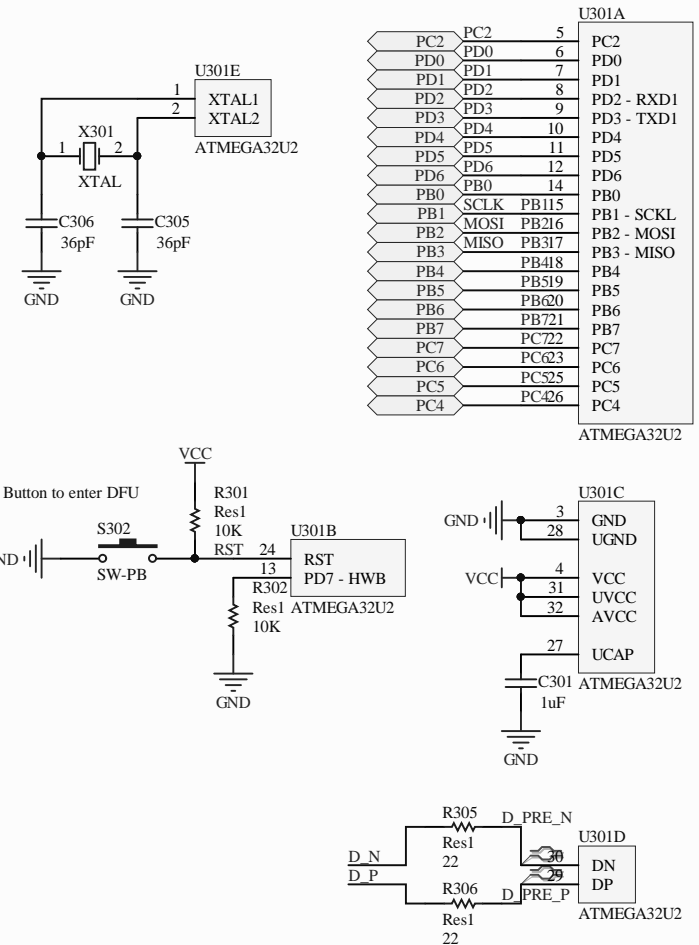 U301E
1 XTAL1
2 XTAL2
ATMEGA32U2
X301
1 2
XTAL
C306
36pF
C305
36pF
GND
GND
U301A
PC2 PC2 5 PC2
PD0 PD0 6 PD0
PD1 PD1 7 PD1
PD2 PD2 8 PD2 - RXD1
PD3 PD3 9 PD3 - TXD1
PD4 PD4 10 PD4
PD5 PD5 11 PD5
PD6 PD6 12 PD6
PB0 PB0 14 PB0
PB1 SCLK PB115 PB1 - SCKL
PB2 MOSI PB216 PB2 - MOSI
PB3 MISO PB317 PB3 - MISO
PB4 PB418 PB4
PB5 PB519 PB5
PB6 PB620 PB6
PB7 PB721 PB7
PC7 PC722 PC7
PC6 PC623 PC6
PC5 PC525 PC5
PC4 PC426 PC4
ATMEGA32U2
VCC
Button to enter DFU
R301
Res1
10K
S302
SW-PB
RST 24 RST
U301B
13 PD7 - HWB
ATMEGA32U2
R302
Res1
10K
GND
U301C
GND 3 GND
28 UGND
VCC 4 VCC
31 UVCC
32 AVCC
27 UCAP
ATMEGA32U2
C301
1uF
GND
R305
Res1
22
D_PRE_N
U301D
D_N 30 DN
D_P 29 DP
D_PRE_P
ATMEGA32U2
R306
Res1
22